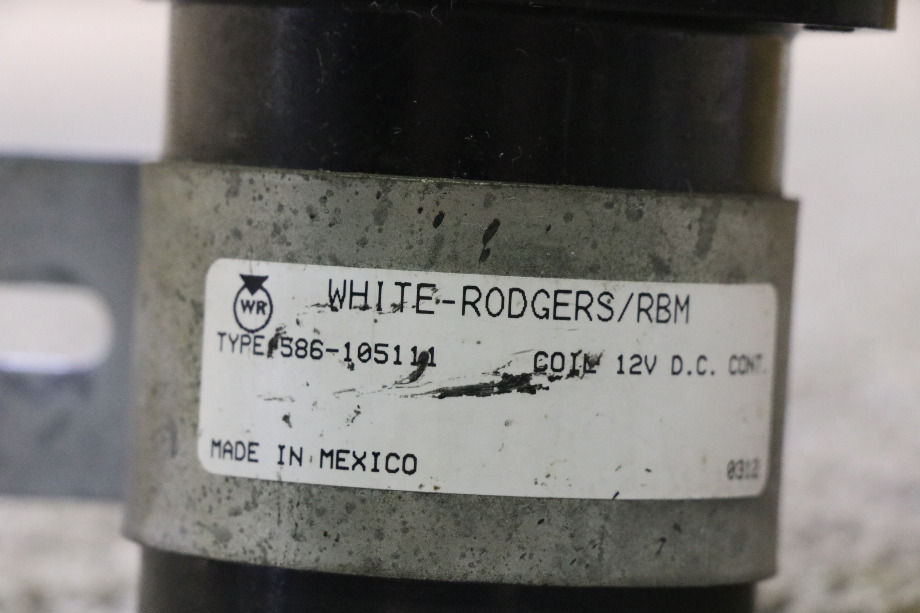 WR
WHITE-RODGERS/RBM
TYPE 586-105111 COIL 12V D.C. CONT.
MADE IN MEXICO 0312